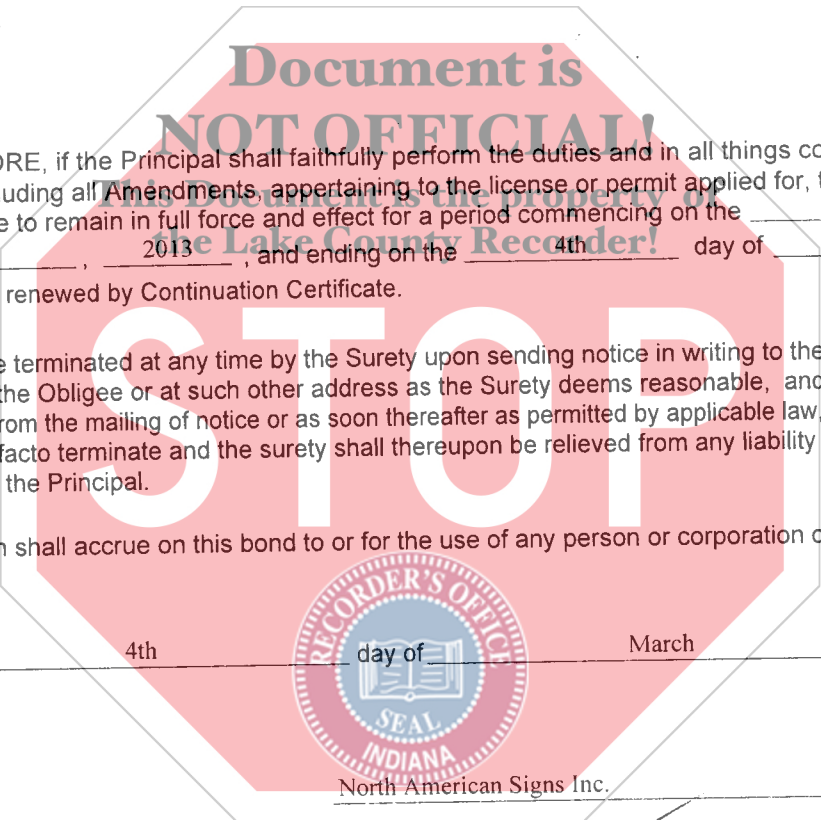 Document is
NOT OFFICIAL!
This Document is the property of
the Lake County Recorder!
STOP
ORE, if the Principal shall faithfully perform the duties and in all things co
luding all Amendments, appertaining to the license or permit applied for, t
e to remain in full force and effect for a period commencing on the
, 2013 , and ending on the 4th day of
renewed by Continuation Certificate.
e terminated at any time by the Surety upon sending notice in writing to the
the Obligee or at such other address as the Surety deems reasonable, and
rom the mailing of notice or as soon thereafter as permitted by applicable law,
facto terminate and the surety shall thereupon be relieved from any liability
the Principal.
n shall accrue on this bond to or for the use of any person or corporation o
4th day of March
RECORDER'S OFFICE
SEAL
INDIANA
North American Signs Inc.